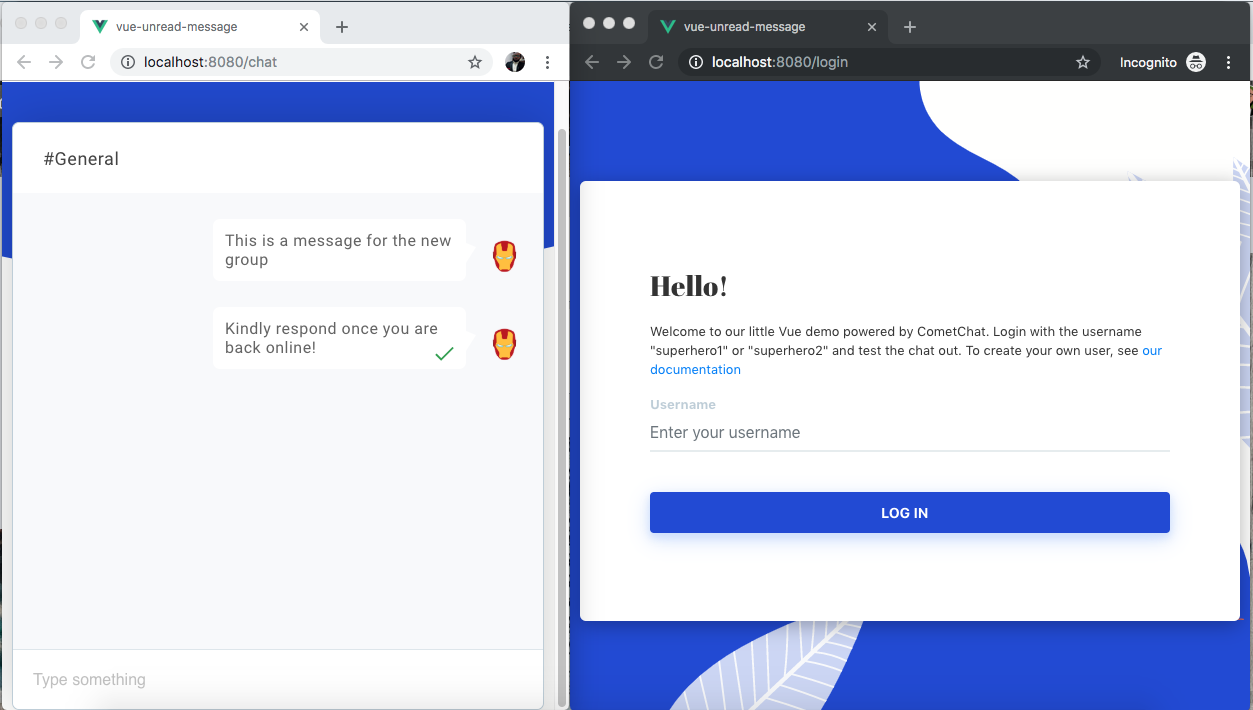 vue-unread-message
localhost:8080/chat
#General
This is a message for the new
group
Kindly respond once you are
back online!
Type something
vue-unread-message
localhost:8080/login
Incognito
Hello!
Welcome to our little Vue demo powered by CometChat. Login with the username
"superhero1" or "superhero2" and test the chat out. To create your own user, see our
documentation
Username
Enter your username
LOG IN